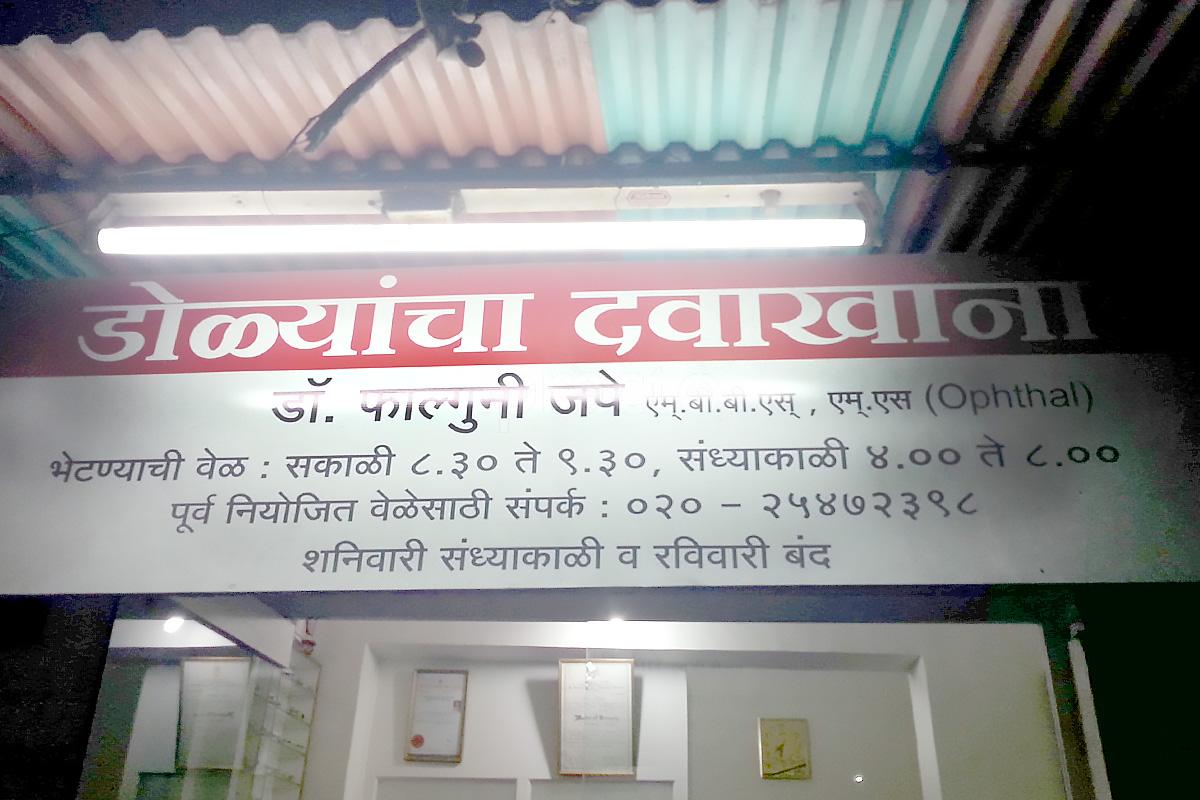 डोळ्यांचा दवाखाना
डॉ. फाल्गुनी जपे एम्.बी.बी.एस् , एम्.एस (Ophthal)
भेटण्याची वेळ : सकाळी ८.३० ते ९.३०, संध्याकाळी ४.०० ते ८.००
पूर्व नियोजित वेळेसाठी संपर्क : ०२० – २५४७२३९८
शनिवारी संध्याकाळी व रविवारी बंद